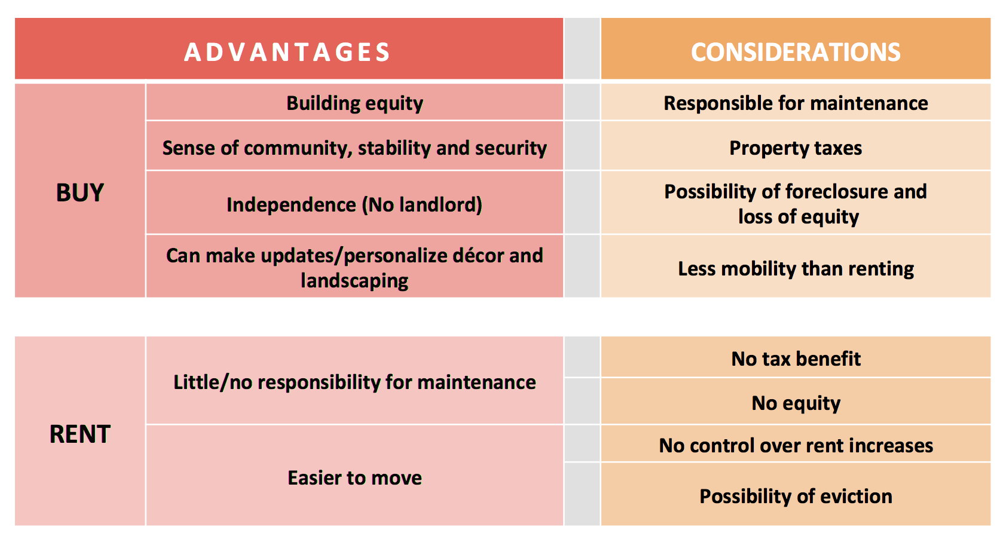 ADVANTAGES
CONSIDERATIONS
BUY
Building equity
Responsible for maintenance
Sense of community, stability and security
Property taxes
Independence (No landlord)
Possibility of foreclosure and
loss of equity
Can make updates/personalize décor and
landscaping
Less mobility than renting
RENT
Little/no responsibility for maintenance
No tax benefit
No equity
Easier to move
No control over rent increases
Possibility of eviction